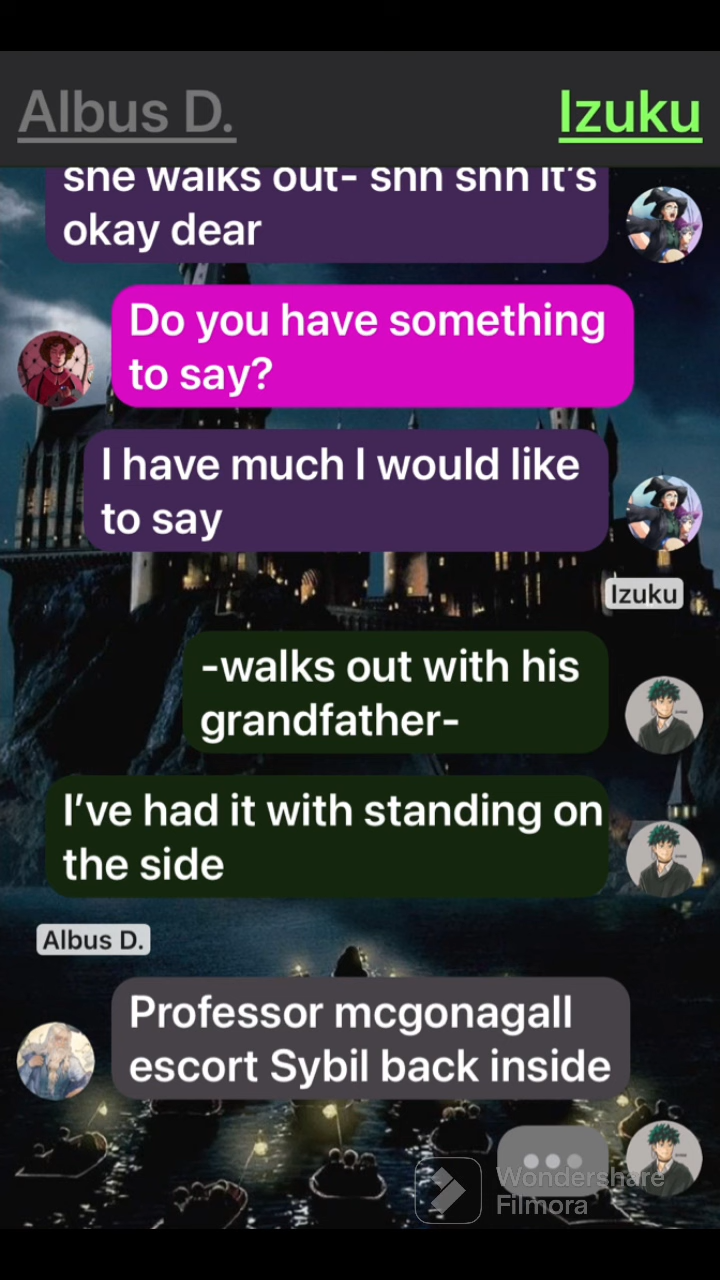 Albus D.
Izuku
she walks out- shh shh it's
okay dear
Do you have something
to say?
I have much I would like
to say
Izuku
-walks out with his
grandfather-
I've had it with standing on
the side
Albus D.
Professor mcgonagall
escort Sybil back inside
Wondershare
Filmora